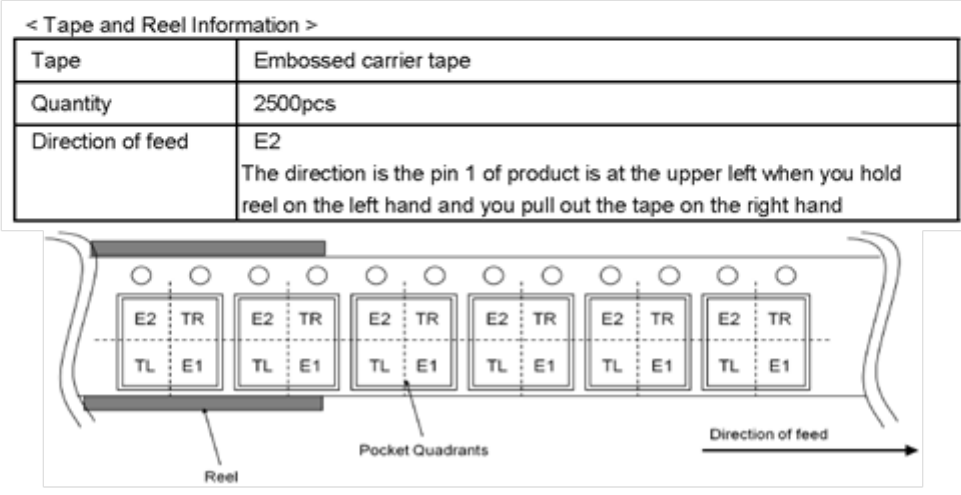 < Tape and Reel Information >
Tape Embossed carrier tape
Quantity 2500pcs
Direction of feed E2
The direction is the pin 1 of product is at the upper left when you hold
reel on the left hand and you pull out the tape on the right hand
E2 TR E2 TR E2 TR E2 TR E2 TR E2 TR
TL E1 TL E1 TL E1 TL E1 TL E1 TL E1
Direction of feed
Pocket Quadrants
Reel